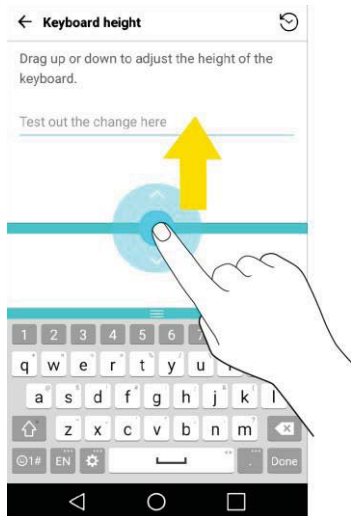 Keyboard height
Drag up or down to adjust the height of the
keyboard.
Test out the change here
1 2 3 4 5 6
q w e r t y u
a s d f g h j k l
z x c v b n m
1# EN . Done